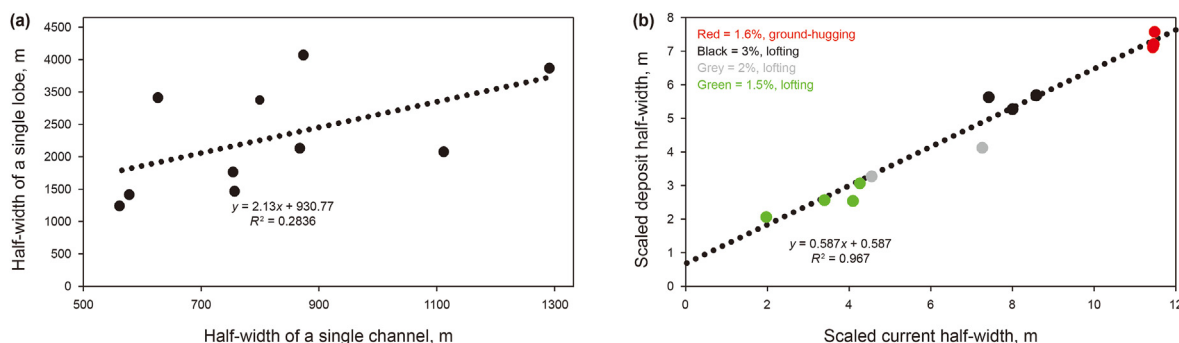 (a)
4500
4000
3500
3000
2500
2000
1500
1000
500
0
Half-width of a single lobe, m
y = 2.13x + 930.77
R² = 0.2836
500
700
900
1100
1300
Half-width of a single channel, m
(b)
8
7
6
5
4
3
2
1
0
Scaled deposit half-width, m
Red = 1.6%, ground-hugging
Black = 3%, lofting
Grey = 2%, lofting
Green = 1.5%, lofting
y = 0.587x + 0.587
R² = 0.967
0
2
4
6
8
10
12
Scaled current half-width, m